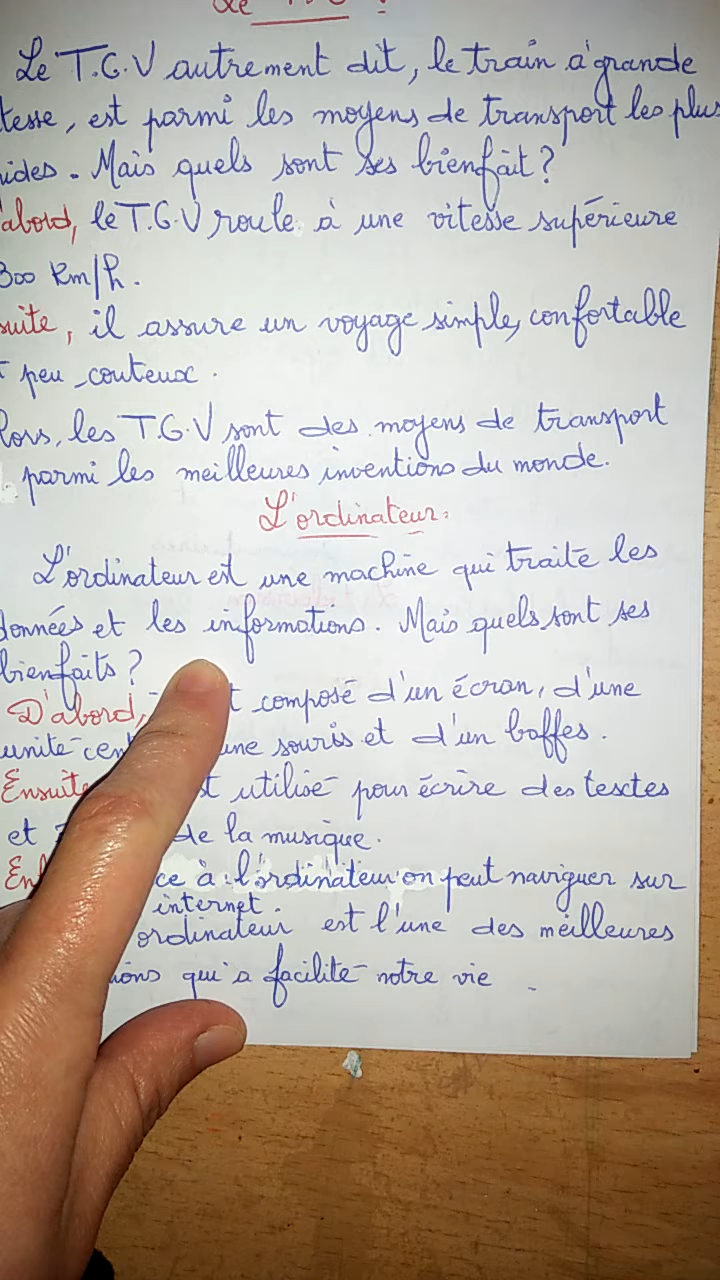 Le T.G.V :
Le T.G.V autrement dit, le train à grande
tesse, est parmi les moyens de transport les plus
ides. Mais quels sont ses bienfait?
abord, le T.G.V roule à une vitesse supérieure
300 km/h.
suite, il assure un voyage simple, confortable
t peu couteux.
lors, les T.G.V sont des moyens de transport
parmi les meilleures inventions du monde.
L'ordinateur:
L'ordinateur est une machine qui traite les
données et les informations. Mais quels sont ses
bienfaits?
D'abord, t composé d'un écran, d'une
unité cent une souris et d'un baffes.
Ensuite st utilisé pour écrire des textes
et de la musique.
Enf ce à l'ordinateur on peut naviguer sur
internet.
ordinateur est l'une des meilleures
ions qui a facilité notre vie